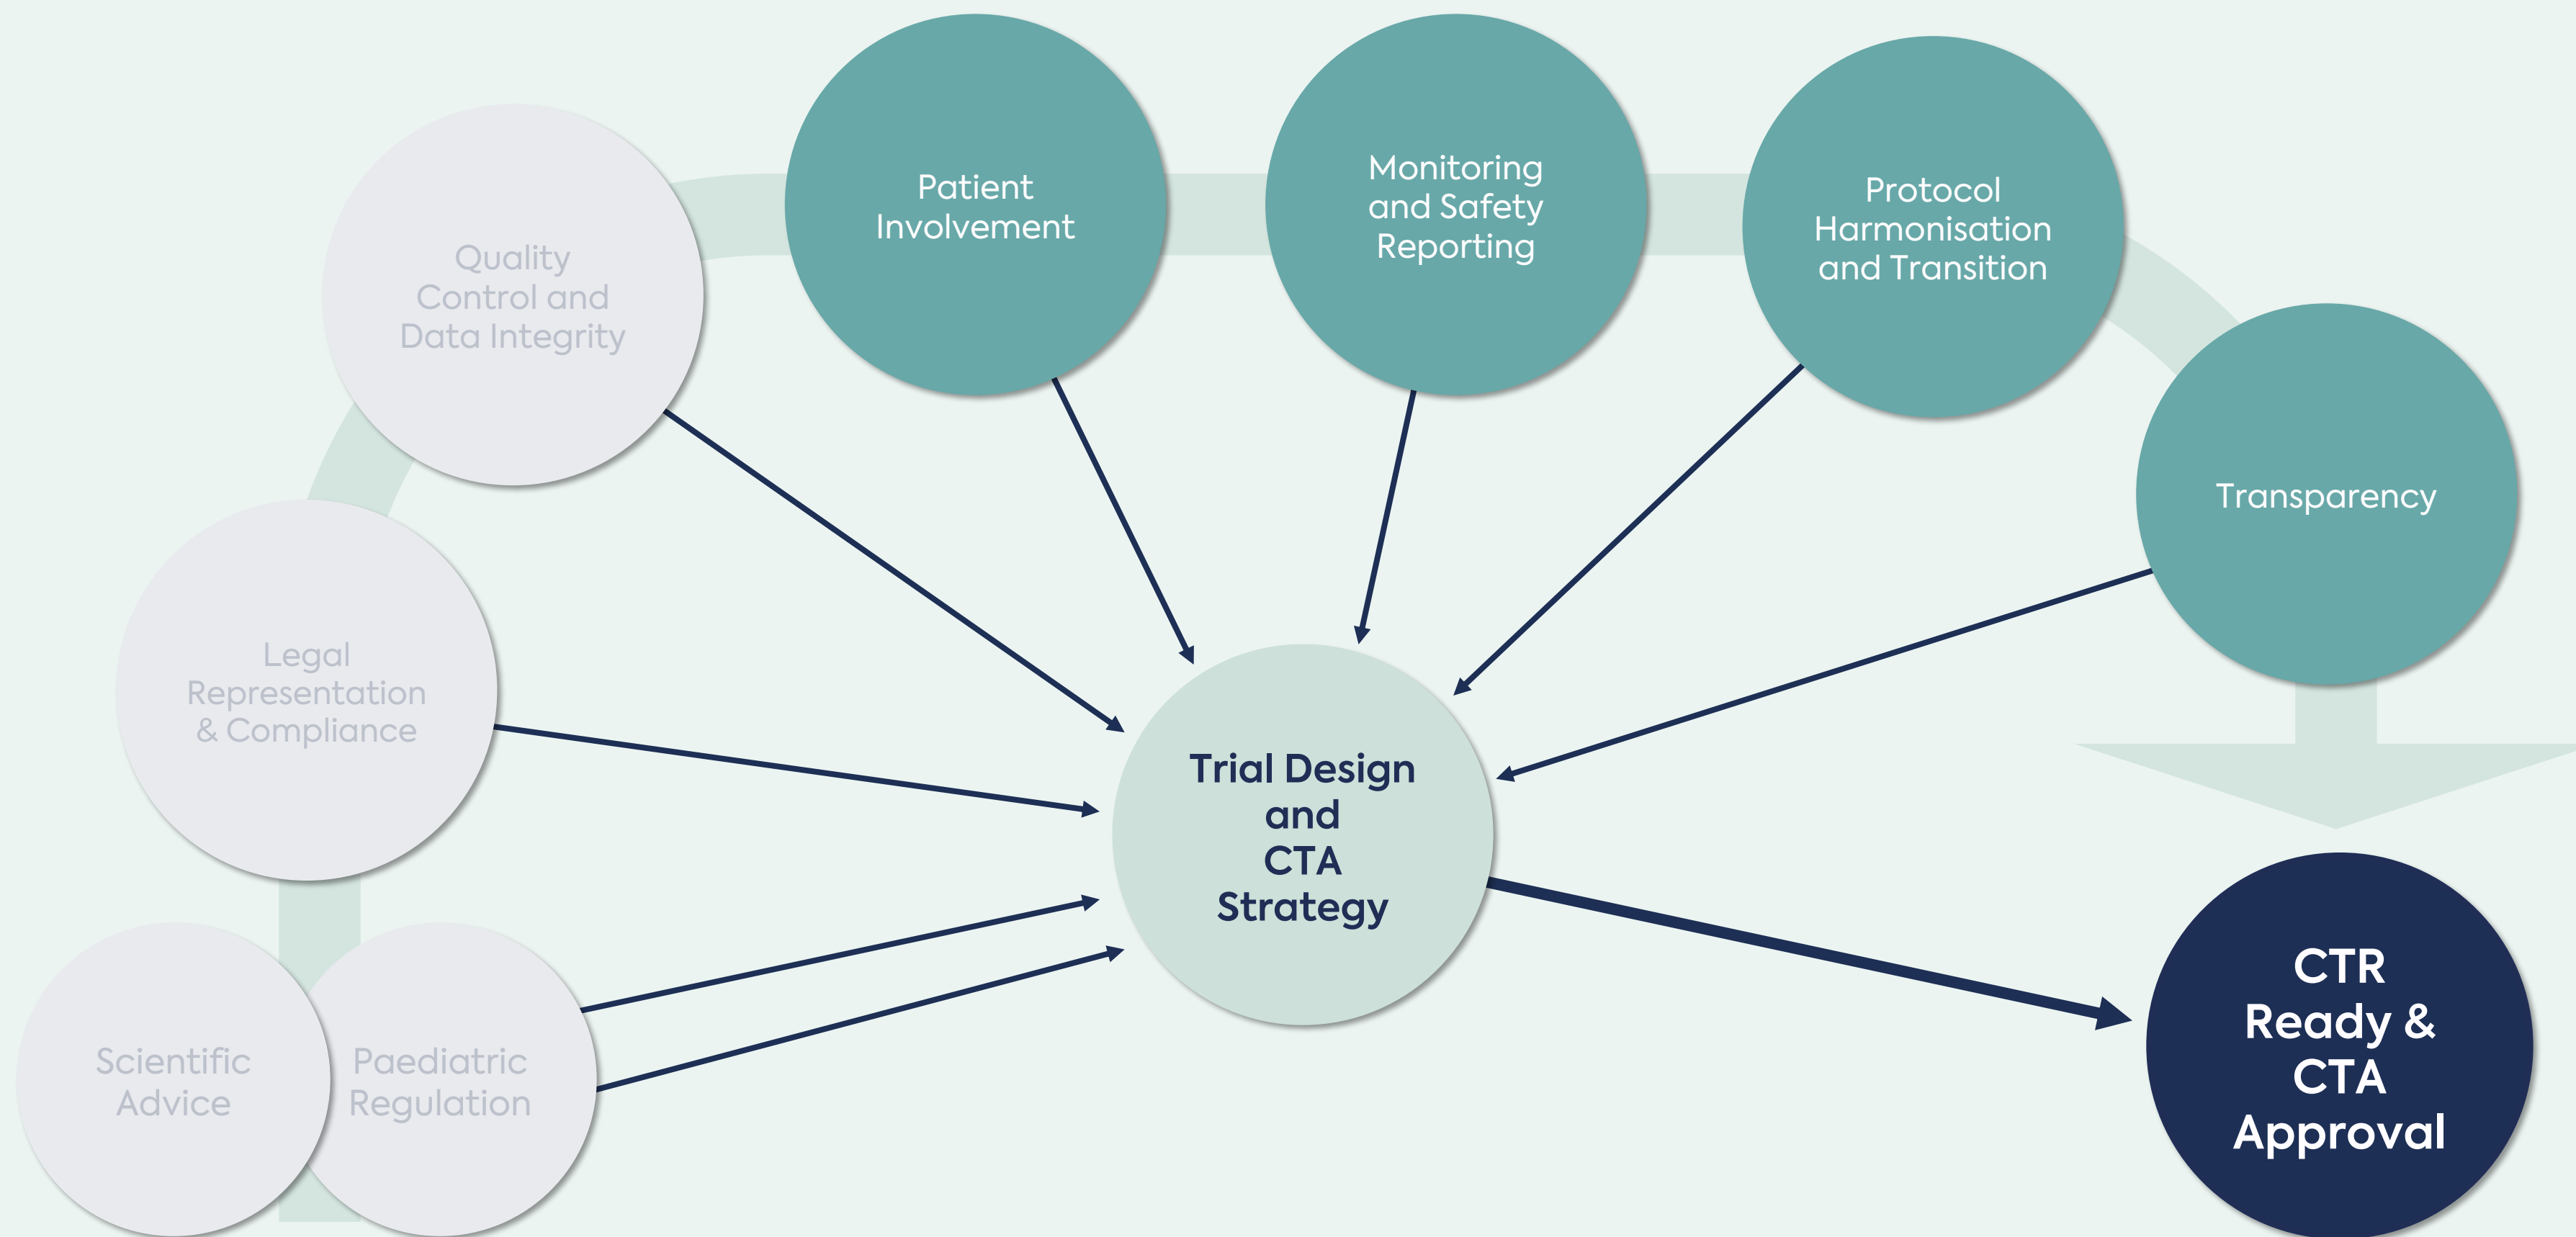 Quality
Control and
Data Integrity
Patient
Involvement
Monitoring
and Safety
Reporting
Protocol
Harmonisation
and Transition
Transparency
Legal
Representation
& Compliance
Scientific
Advice
Paediatric
Regulation
Trial Design
and
CTA
Strategy
CTR
Ready &
CTA
Approval